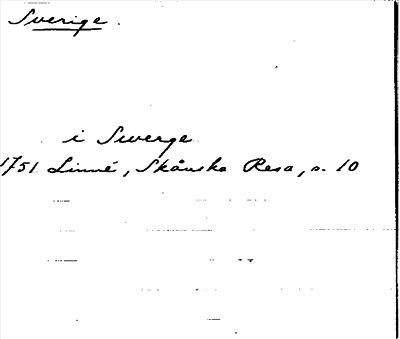 Sverige.
i Swerge
1751 Linné, Skånska Resa, s. 10